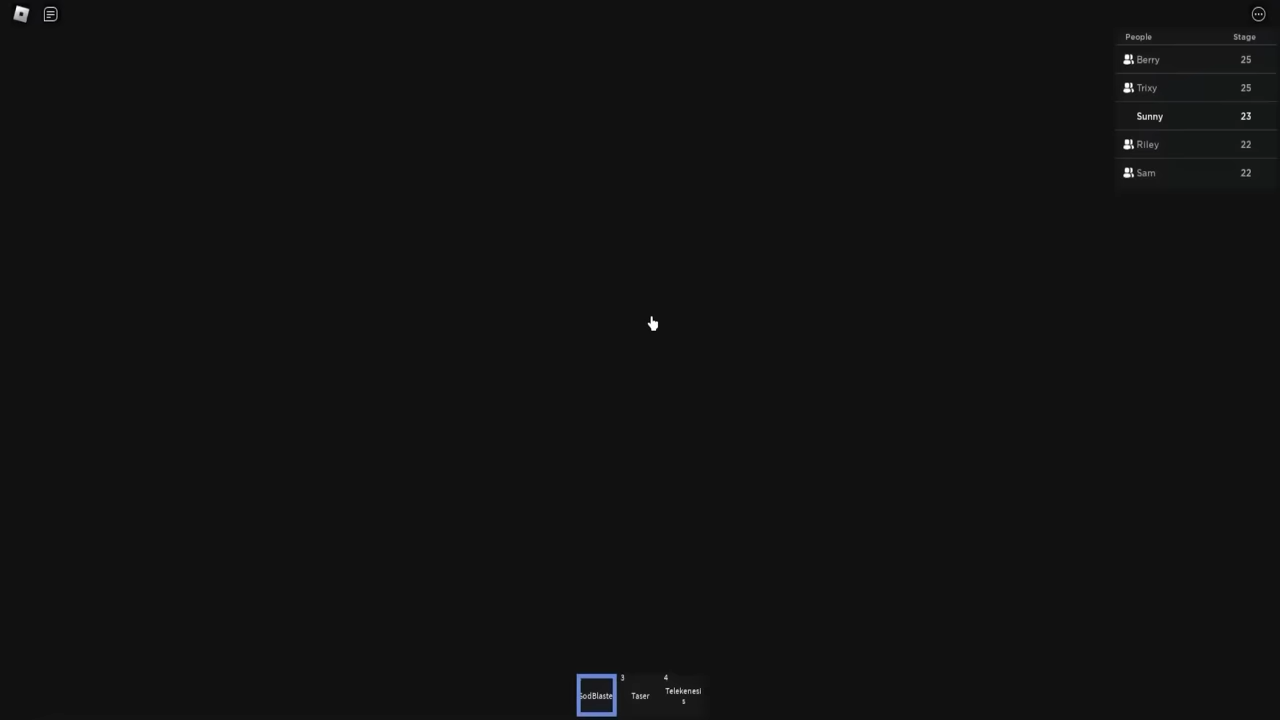 People Stage
Berry 25
Trixy 25
Sunny 23
Riley 22
Sam 22
3
4
Taser
Telekenesi
s